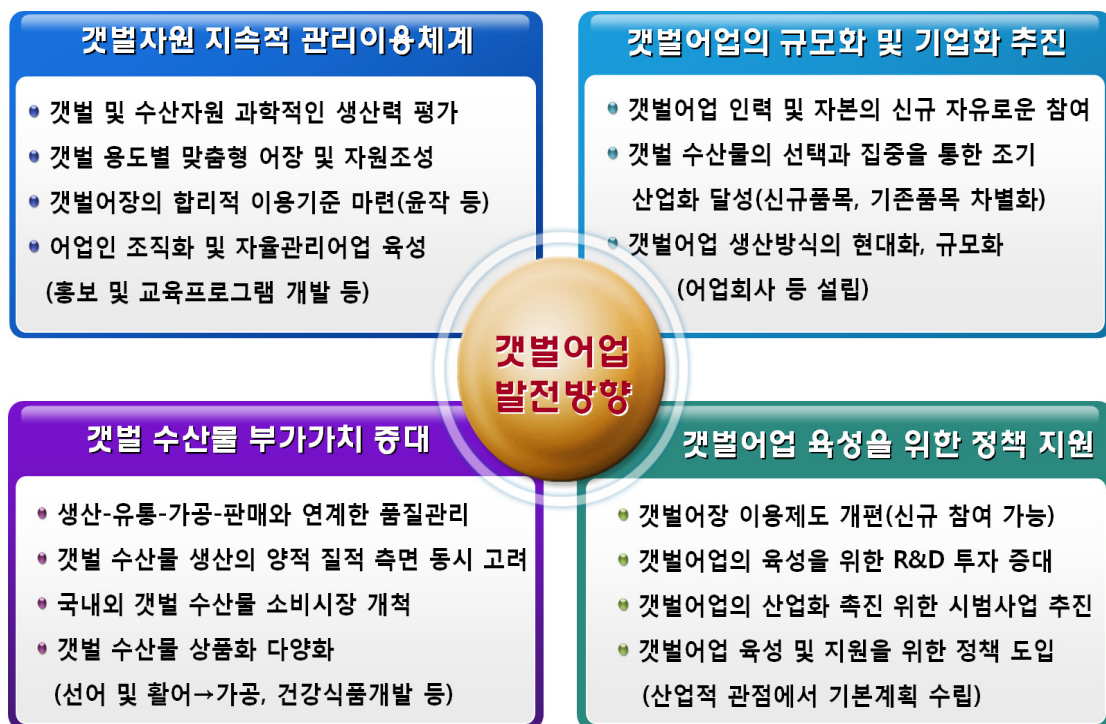 갯벌자원 지속적 관리이용체계
갯벌 및 수산자원 과학적인 생산력 평가
갯벌 용도별 맞춤형 어장 및 자원조성
갯벌어장의 합리적 이용기준 마련(윤작 등)
어업인 조직화 및 자율관리어업 육성
(홍보 및 교육프로그램 개발 등)
갯벌어업의 규모화 및 기업화 추진
갯벌어업 인력 및 자본의 신규 자유로운 참여
갯벌 수산물의 선택과 집중을 통한 조기
산업화 달성(신규품목, 기존품목 차별화)
갯벌어업 생산방식의 현대화, 규모화
(어업회사 등 설립)
갯벌어업
발전방향
갯벌 수산물 부가가치 증대
생산-유통-가공-판매와 연계한 품질관리
갯벌 수산물 생산의 양적 질적 측면 동시 고려
국내외 갯벌 수산물 소비시장 개척
갯벌 수산물 상품화 다양화
(선어 및 활어→가공, 건강식품개발 등)
갯벌어업 육성을 위한 정책 지원
갯벌어장 이용제도 개편(신규 참여 가능)
갯벌어업의 육성을 위한 R&D 투자 증대
갯벌어업의 산업화 촉진 위한 시범사업 추진
갯벌어업 육성 및 지원을 위한 정책 도입
(산업적 관점에서 기본계획 수립)